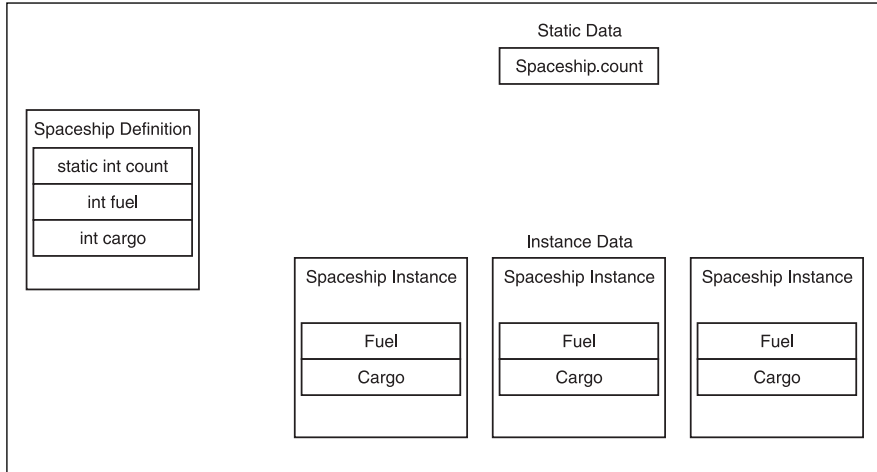 Static Data
Spaceship.count
Spaceship Definition
static int count
int fuel
int cargo
Instance Data
Spaceship Instance
Fuel
Cargo
Spaceship Instance
Fuel
Cargo
Spaceship Instance
Fuel
Cargo